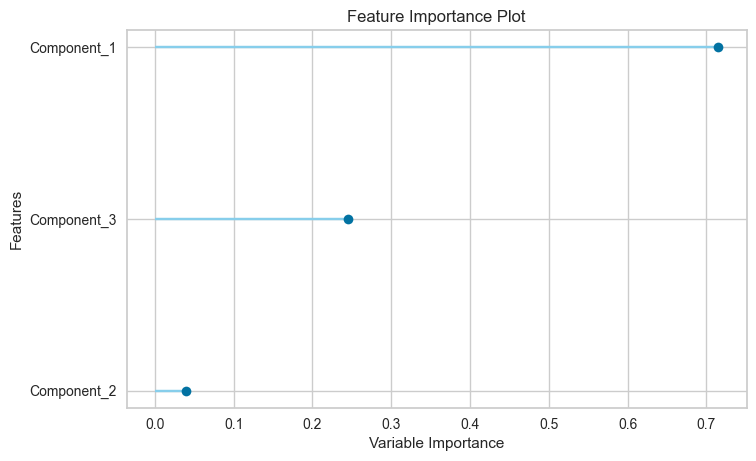 Feature Importance Plot
Component_1
Component_3
Component_2
Features
0.0 0.1 0.2 0.3 0.4 0.5 0.6 0.7
Variable Importance